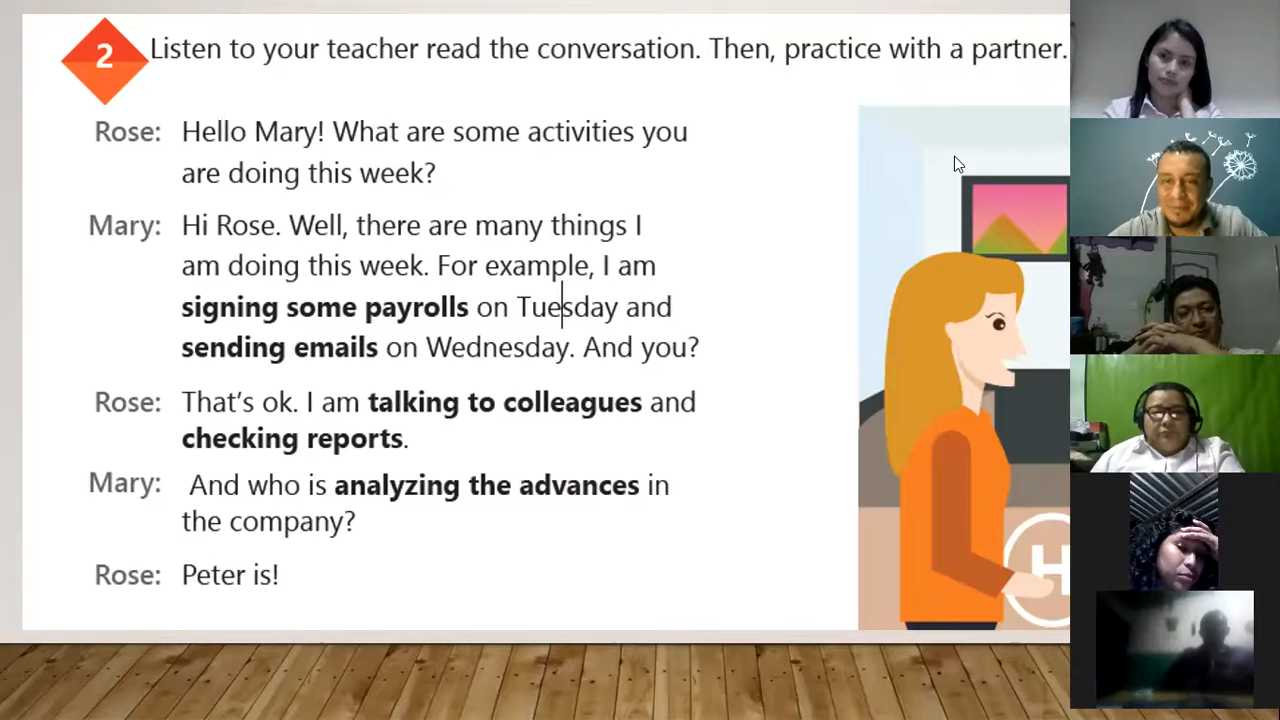 2
Listen to your teacher read the conversation. Then, practice with a partner.
Rose: Hello Mary! What are some activities you
are doing this week?
Mary: Hi Rose. Well, there are many things I
am doing this week. For example, I am
signing some payrolls on Tuesday and
sending emails on Wednesday. And you?
Rose: That's ok. I am talking to colleagues and
checking reports.
Mary: And who is analyzing the advances in
the company?
Rose: Peter is!
H